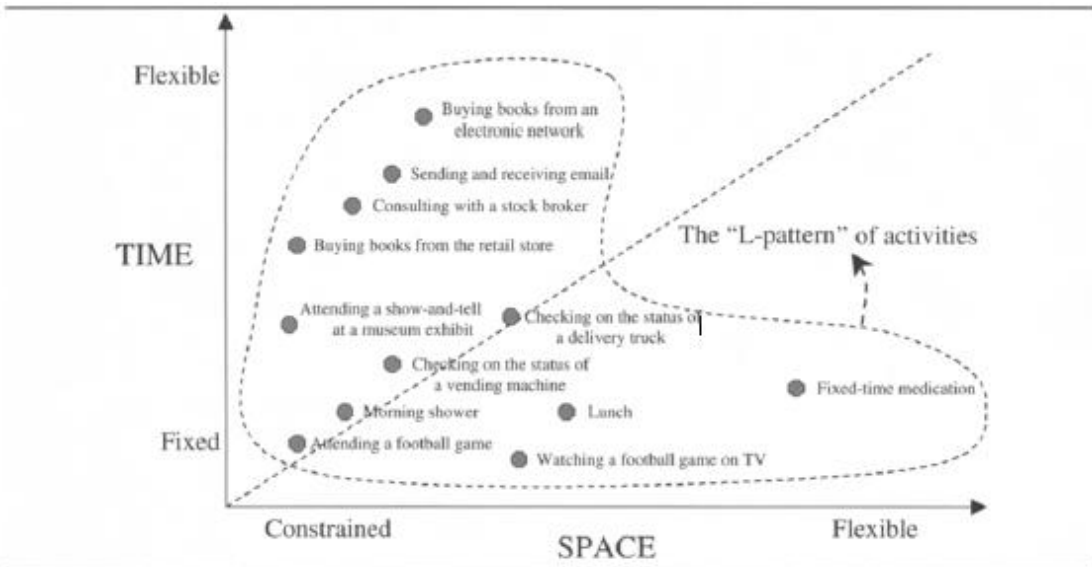 Flexible
Buying books from an
electronic network
Sending and receiving email
Consulting with a stock broker
TIME
Buying books from the retail store
The “L-pattern” of activities
Attending a show-and-tell
at a museum exhibit
Checking on the status of
a delivery truck
Checking on the status of
a vending machine
Fixed-time medication
Morning shower
Lunch
Fixed
Attending a football game
Watching a football game on TV
Constrained
Flexible
SPACE